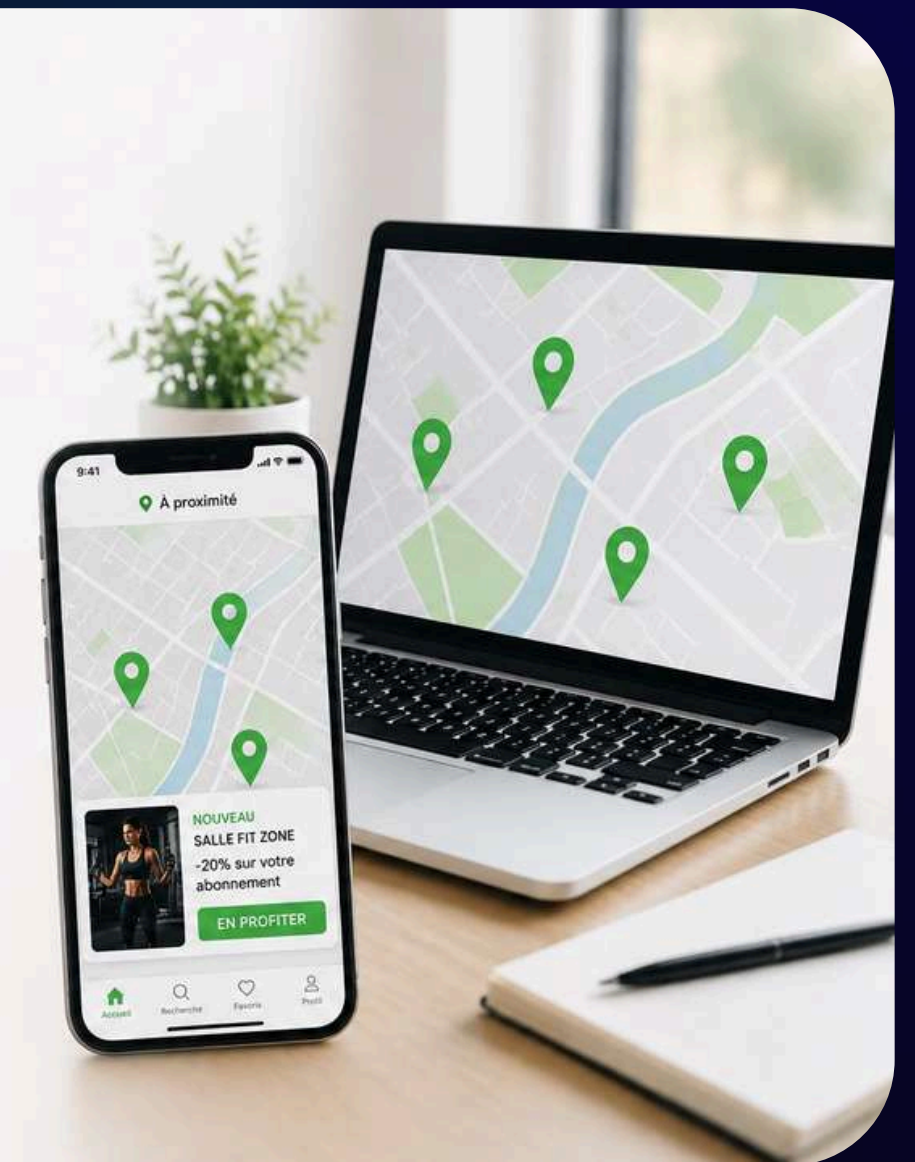 9:41
À proximité
NOUVEAU
SALLE FIT ZONE
-20% sur votre
abonnement
EN PROFITER
Accueil
Recherche
Favoris
Profil